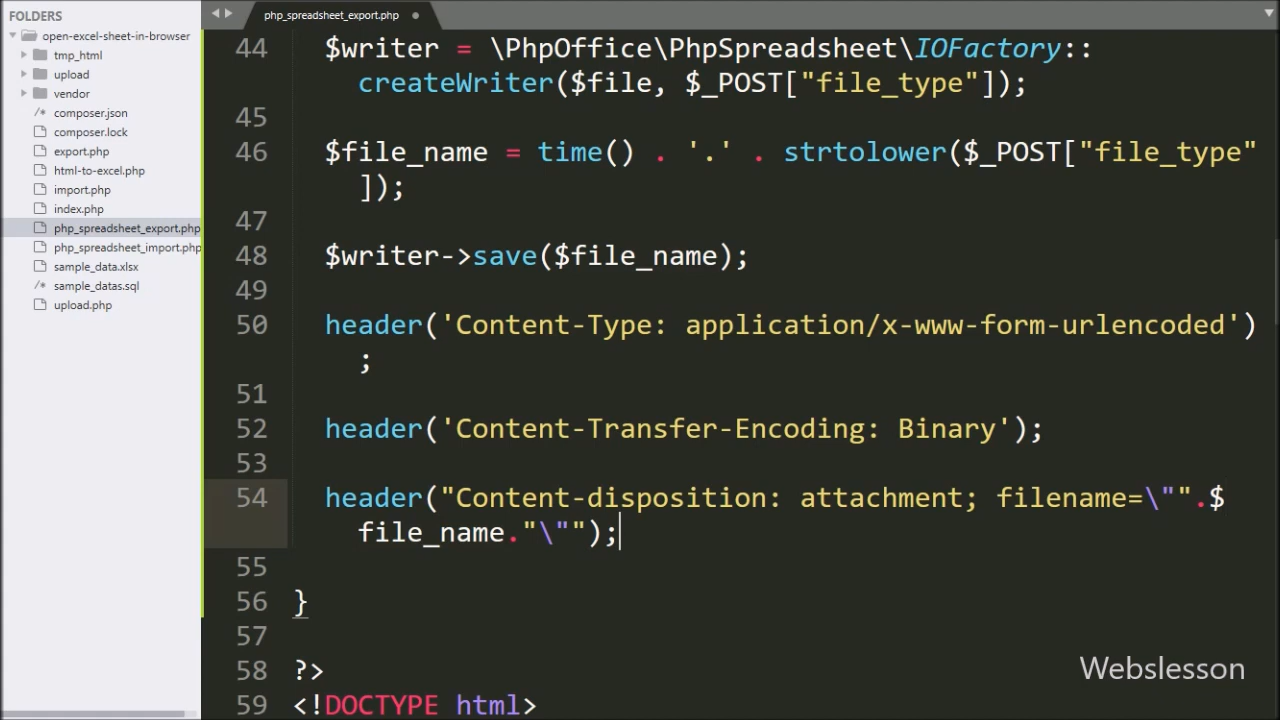 FOLDERS
open-excel-sheet-in-browser
tmp_html
upload
vendor
composer.json
composer.lock
export.php
html-to-excel.php
import.php
index.php
php_spreadsheet_export.php
php_spreadsheet_import.php
sample_data.xlsx
sample_datas.sql
upload.php
php_spreadsheet_export.php
44 $writer = \PhpOffice\PhpSpreadsheet\IOFactory::
createWriter($file, $_POST["file_type"]);
45
46 $file_name = time() . '.' . strtolower($_POST["file_type"
]);
47
48 $writer->save($file_name);
49
50 header('Content-Type: application/x-www-form-urlencoded')
;
51
52 header('Content-Transfer-Encoding: Binary');
53
54 header("Content-disposition: attachment; filename=\"".$
file_name."\"");
55
56 }
57
58 ?>
59 <!DOCTYPE html>
Webslesson